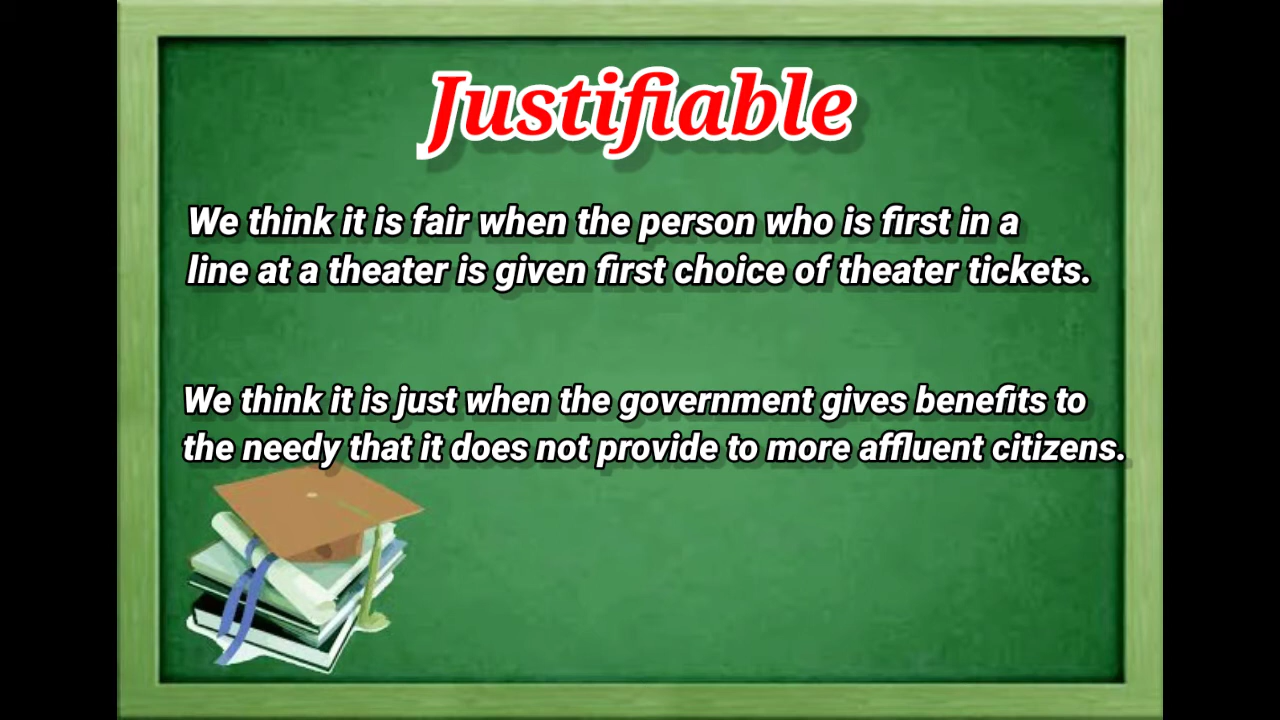 Justifiable
We think it is fair when the person who is first in a
line at a theater is given first choice of theater tickets.
We think it is just when the government gives benefits to
the needy that it does not provide to more affluent citizens.